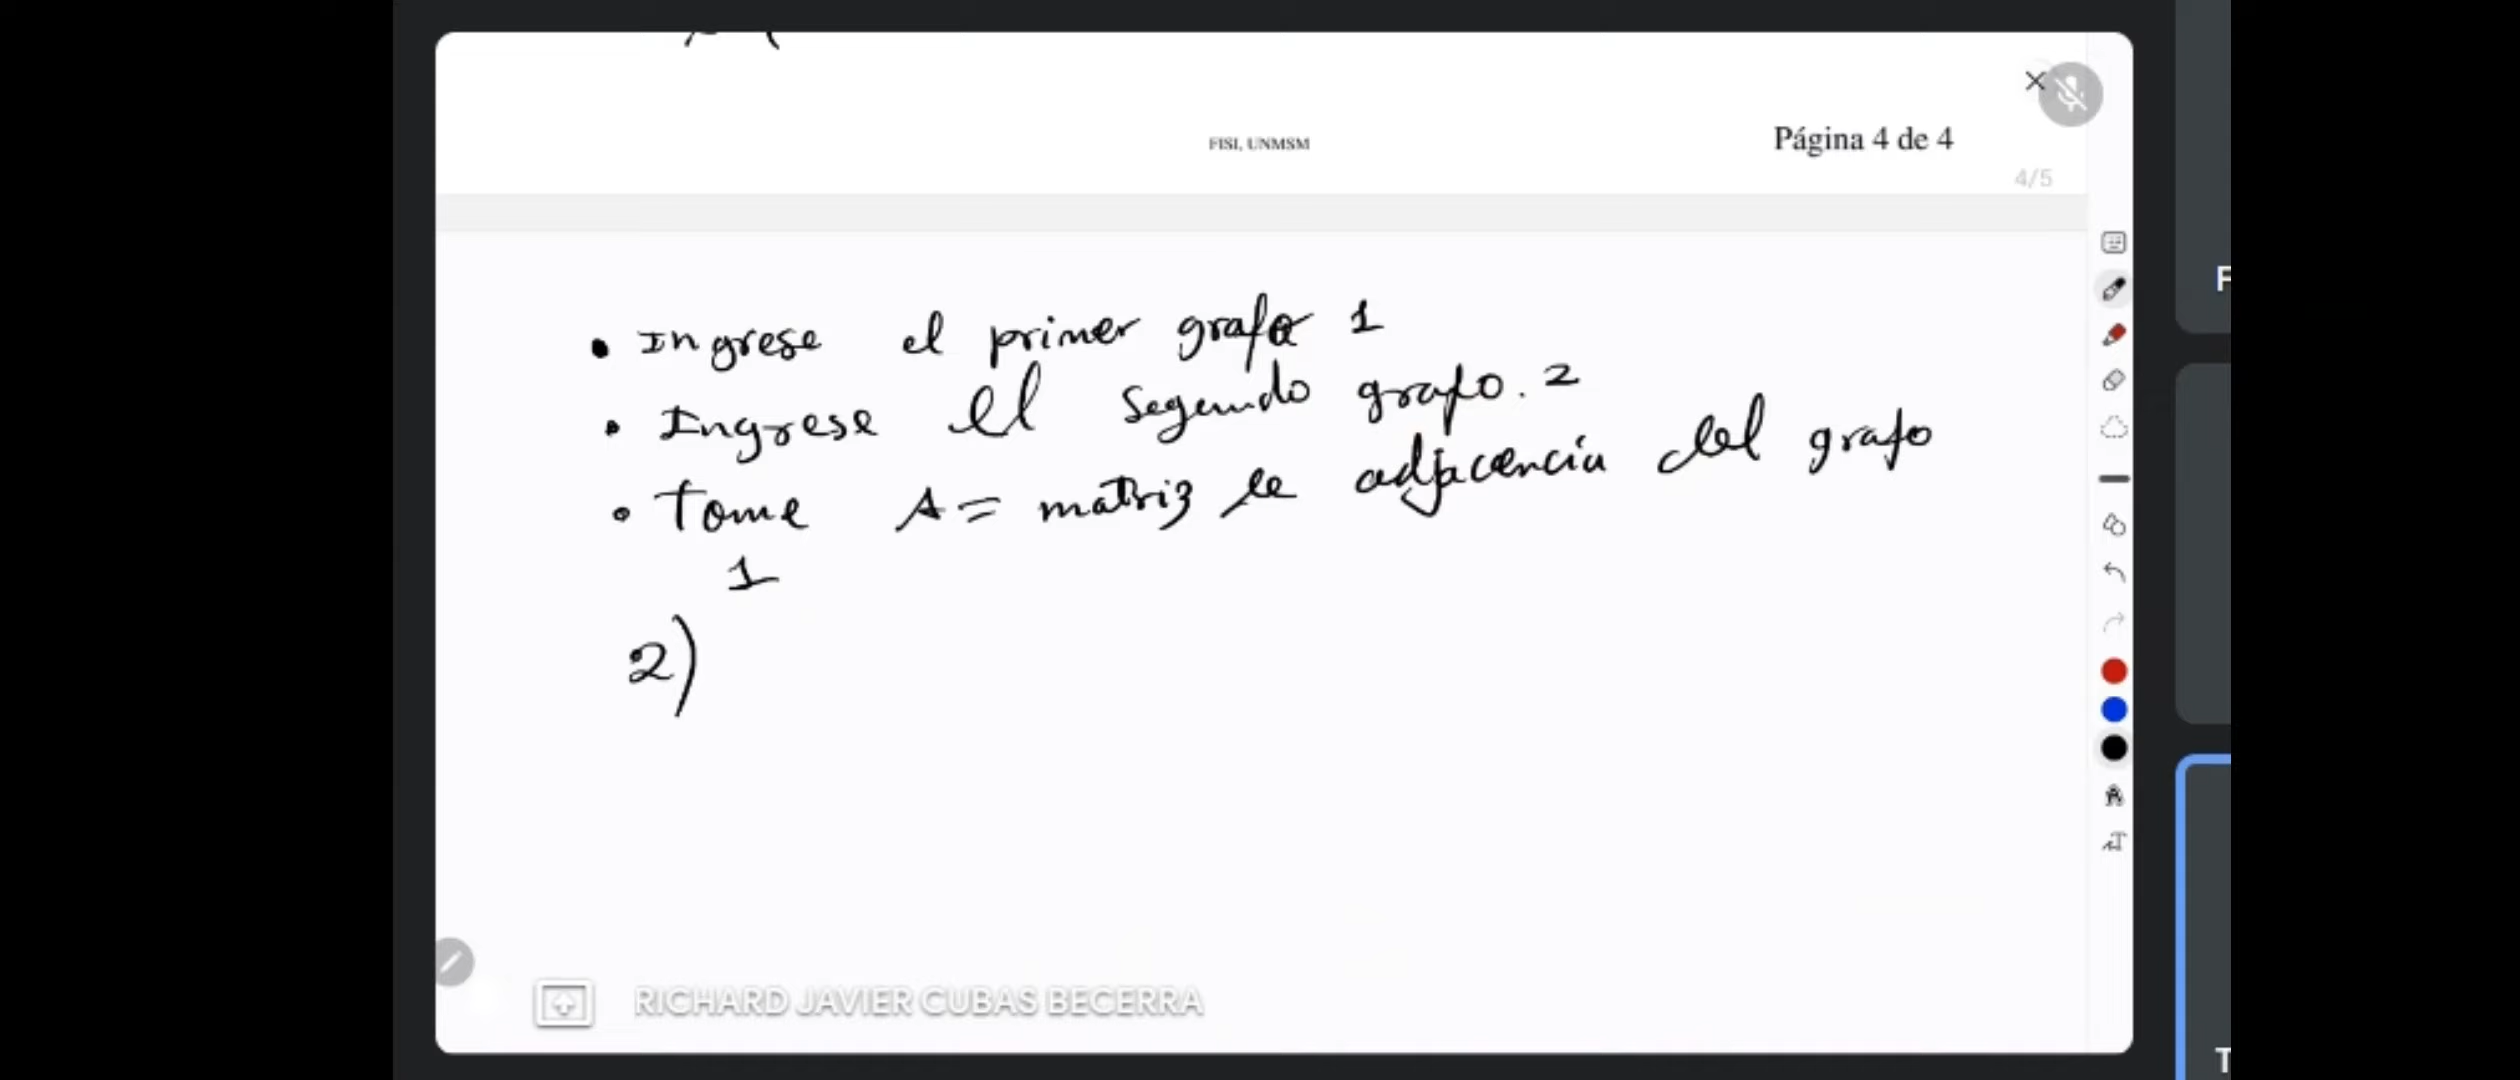 FISI, UNMSM
Página 4 de 4
4/5
• Ingrese el primer grafo 1
• Ingrese el segundo grafo. 2
• Tome A = matriz de adjacencia del grafo
1
2)
RICHARD JAVIER CUBAS BECERRA
F
T